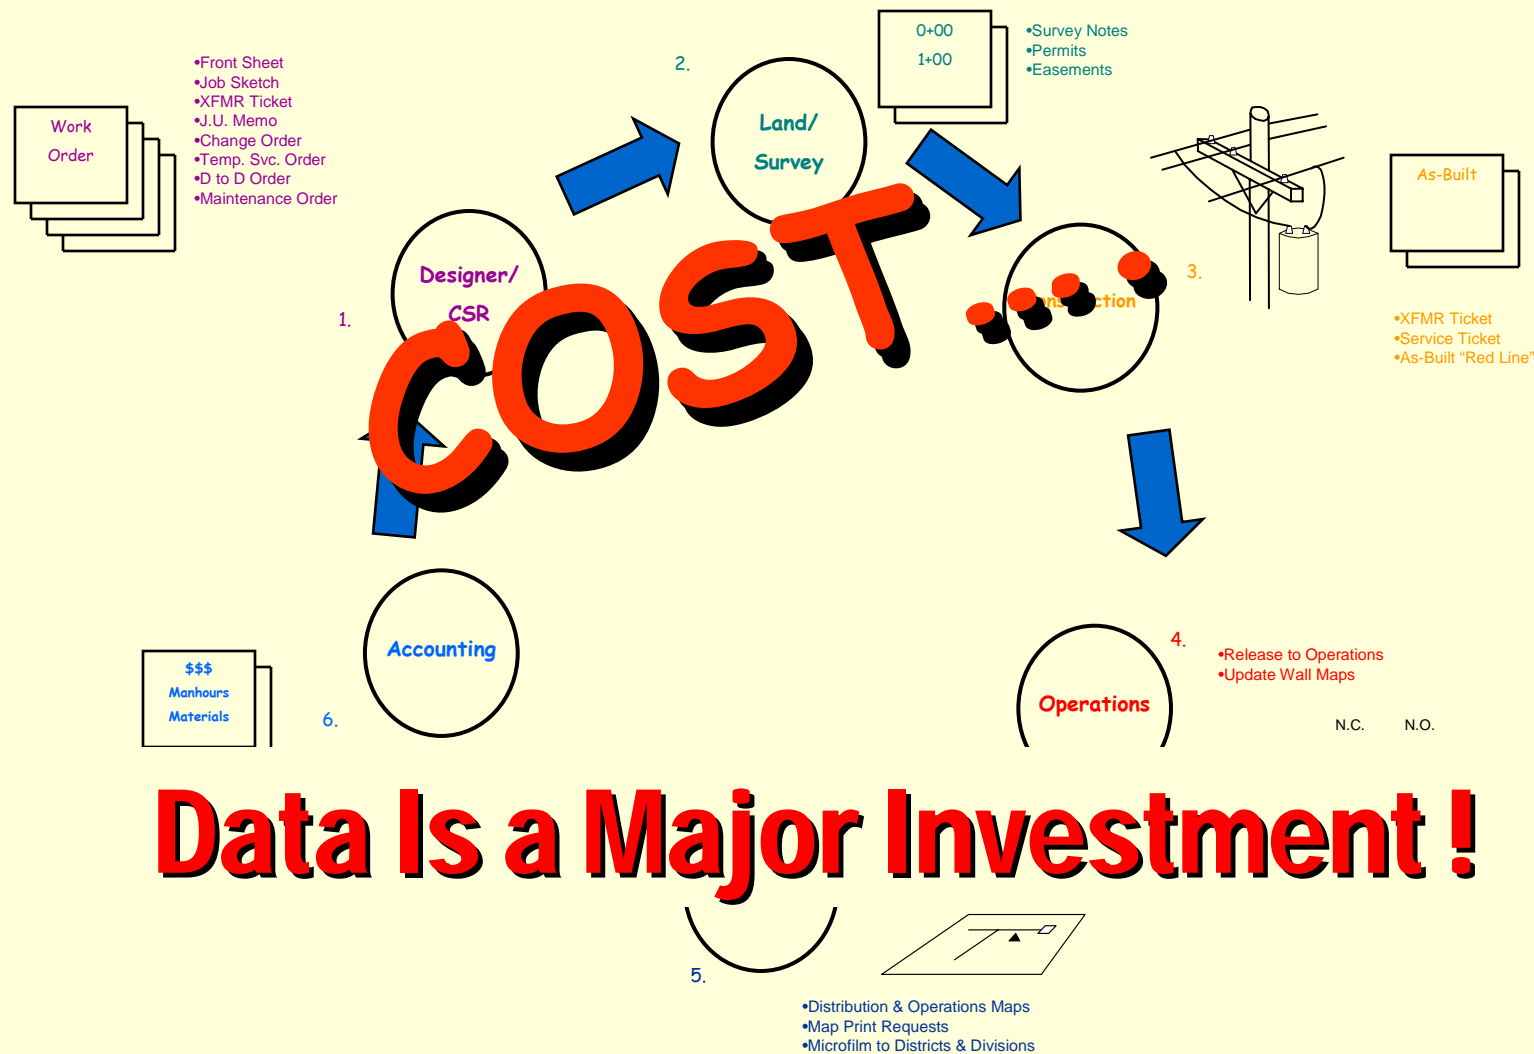 •Front Sheet
•Job Sketch
•XFMR Ticket
•J.U. Memo
•Change Order
•Temp. Svc. Order
•D to D Order
•Maintenance Order
Work
Order
1.
Designer/
CSR
2.
Land/
Survey
0+00
1+00
•Survey Notes
•Permits
•Easements
3.
As-Built
•XFMR Ticket
•Service Ticket
•As-Built “Red Line”
COST....
Accounting
$$$
Manhours
Materials
6.
4.
Operations
•Release to Operations
•Update Wall Maps
N.C. N.O.
Data Is a Major Investment !
5.
•Distribution & Operations Maps
•Map Print Requests
•Microfilm to Districts & Divisions